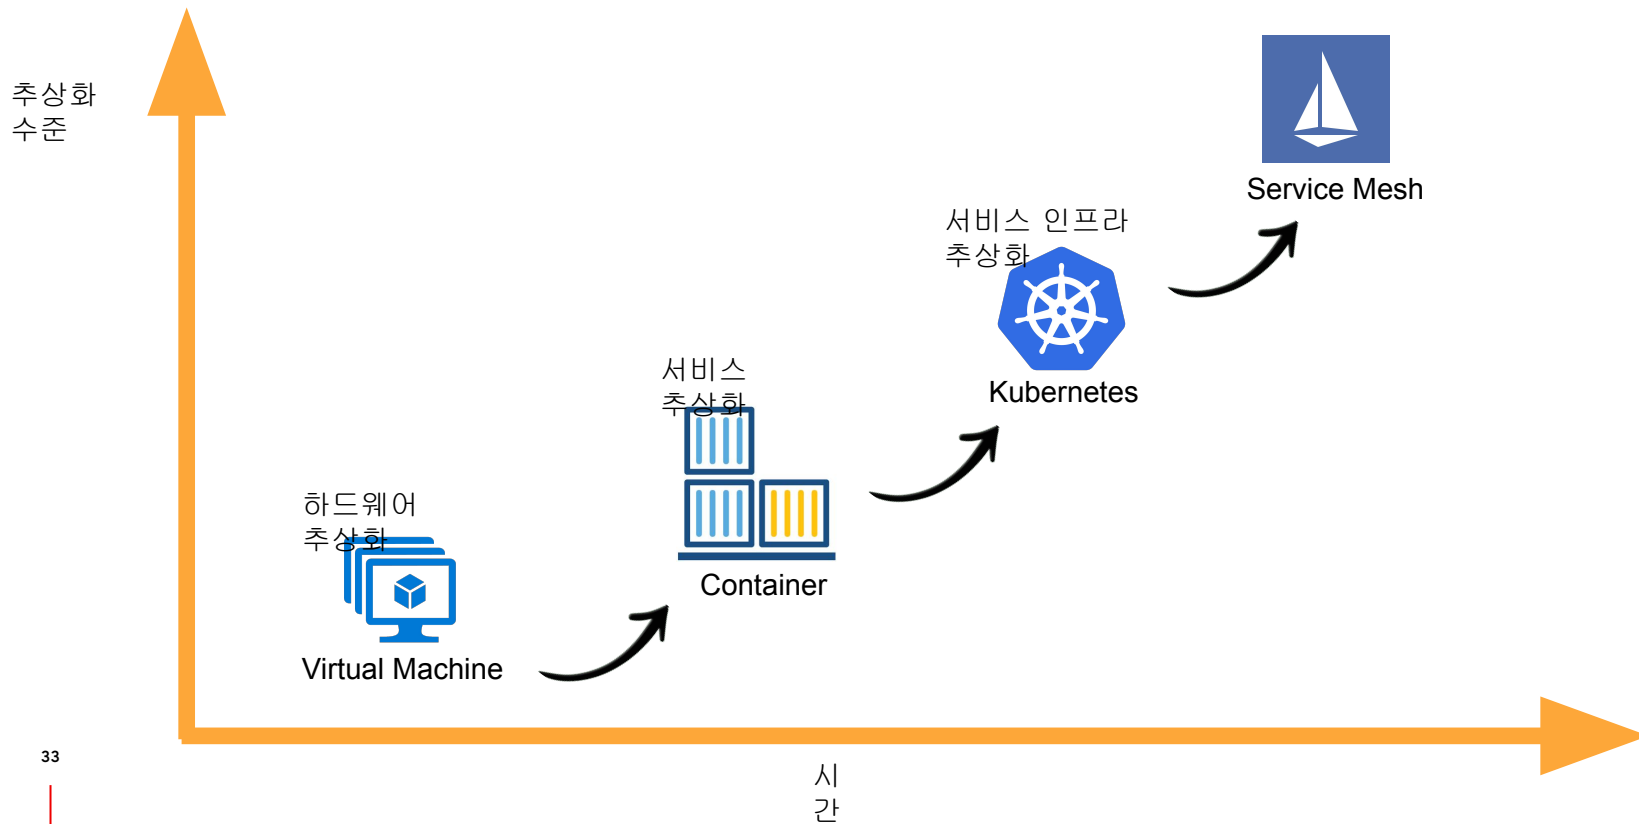 추상화
수준
Service Mesh
서비스 인프라
추상화
Kubernetes
서비스
추상화
Container
하드웨어
추상화
Virtual Machine
33
시
간